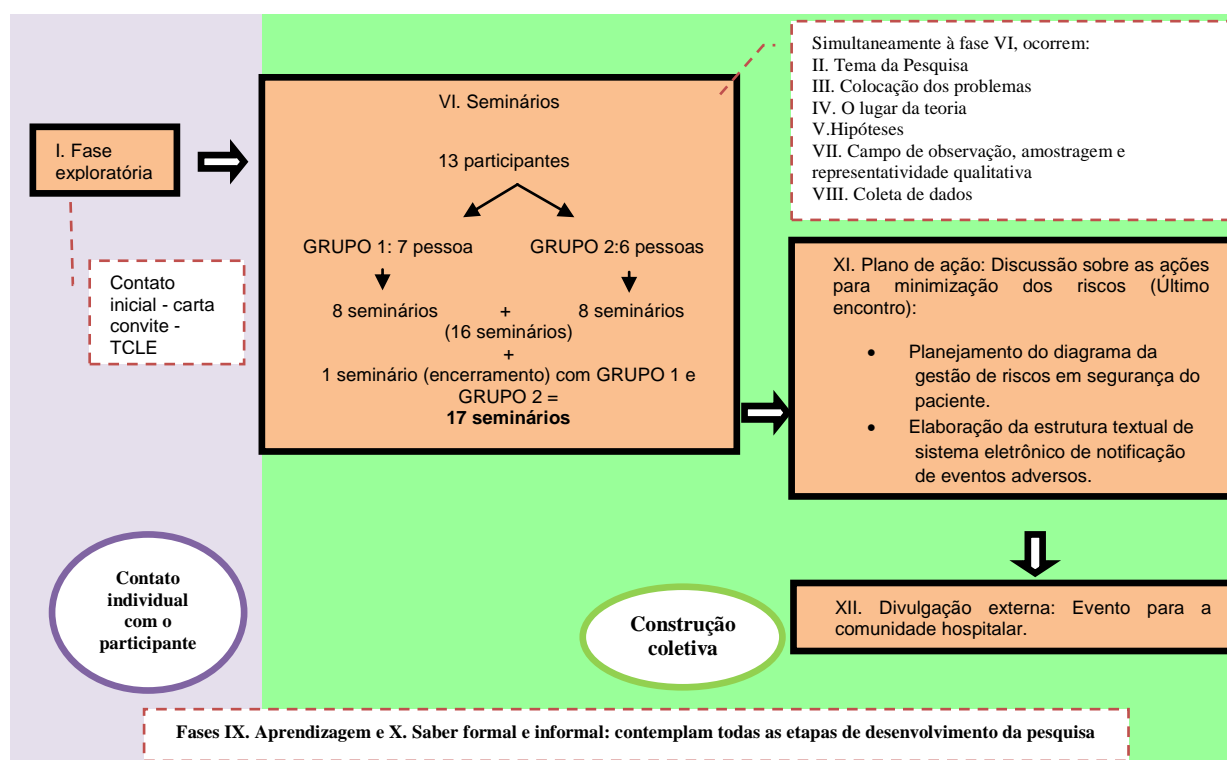 I. Fase
exploratória
Contato
inicial - carta
convite -
TCLE
VI. Seminários
13 participantes
GRUPO 1: 7 pessoa
GRUPO 2:6 pessoas
8 seminários + 8 seminários
(16 seminários)
+
1 seminário (encerramento) com GRUPO 1 e
GRUPO 2 =
17 seminários
Simultaneamente à fase VI, ocorrem:
II. Tema da Pesquisa
III. Colocação dos problemas
IV. O lugar da teoria
V.Hipóteses
VII. Campo de observação, amostragem e
representatividade qualitativa
VIII. Coleta de dados
XI. Plano de ação: Discussão sobre as ações
para minimização dos riscos (Último
encontro):
• Planejamento do diagrama da
gestão de riscos em segurança do
paciente.
• Elaboração da estrutura textual de
sistema eletrônico de notificação
de eventos adversos.
XII. Divulgação externa: Evento para a
comunidade hospitalar.
Contato
individual
com o
participante
Construção
coletiva
Fases IX. Aprendizagem e X. Saber formal e informal: contemplam todas as etapas de desenvolvimento da pesquisa